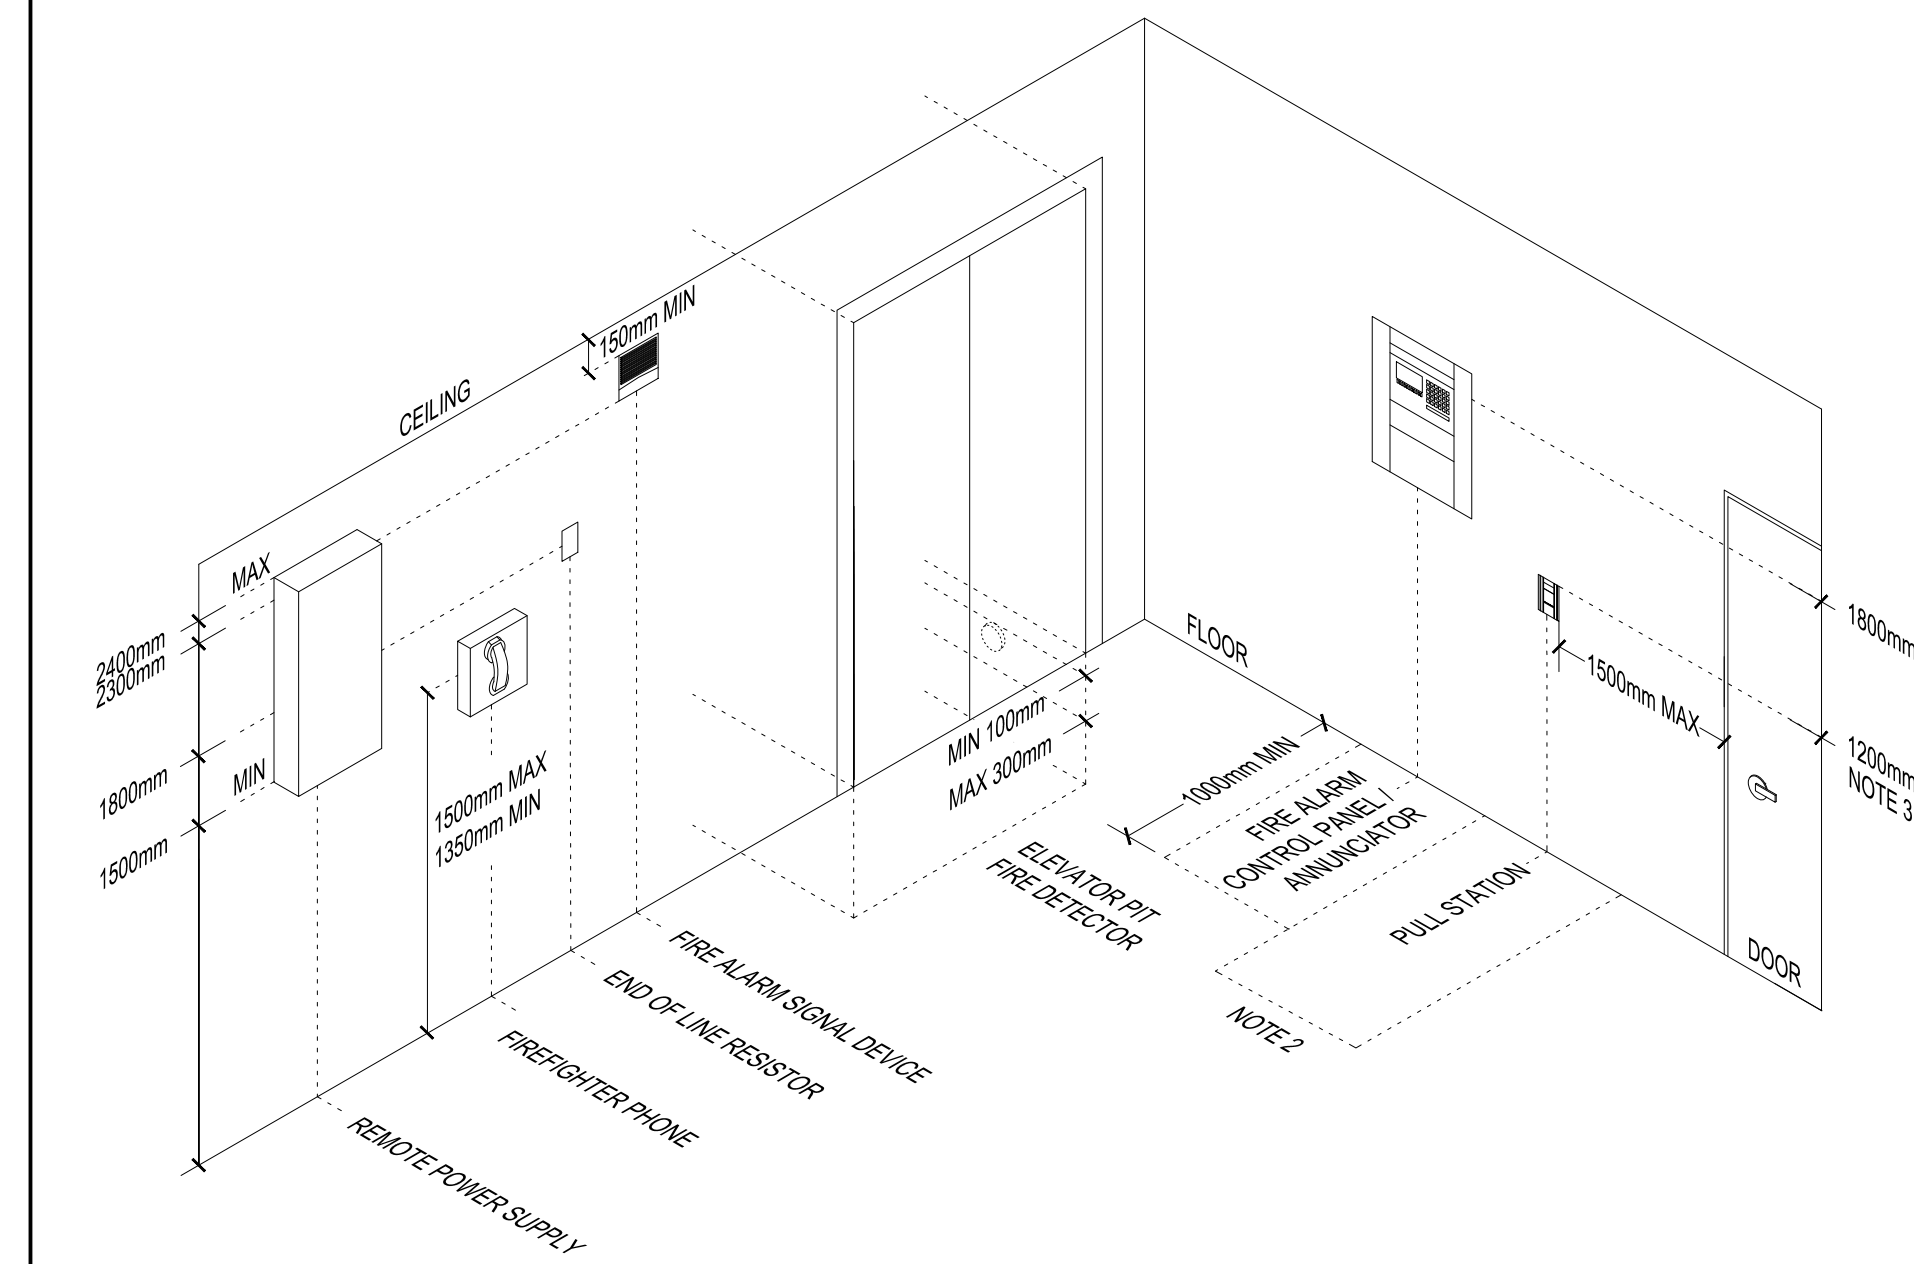 150mm MIN
CEILING
MAX
2400mm
2300mm
1800mm
MIN
1500mm
1500mm MAX
1350mm MIN
FLOOR
MIN 100mm
MAX 300mm
1800mm
1500mm MAX
1200mm
NOTE 3
1000mm MIN
FIRE ALARM
CONTROL PANEL /
ANNUNCIATOR
PULL STATION
DOOR
ELEVATOR PIT
FIRE DETECTOR
NOTE 2
FIRE ALARM SIGNAL DEVICE
END OF LINE RESISTOR
FIREFIGHTER PHONE
REMOTE POWER SUPPLY